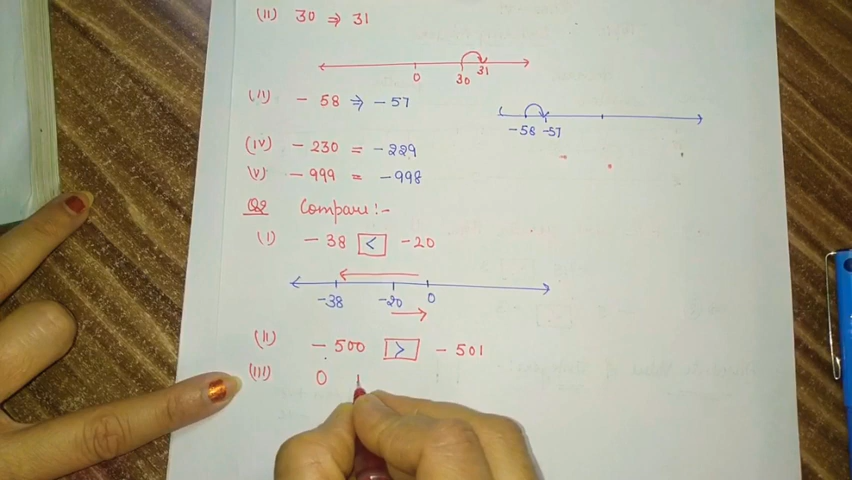 (ii) 30 ⇒ 31
0 30 31
(ii) - 58 ⇒ - 57
-58 -57
(iv) - 230 = - 229
(v) - 999 = - 998
Q2 Compare:-
(i) - 38 < - 20
-38 -20 0
(ii) - 500 > - 501
(iii) 0